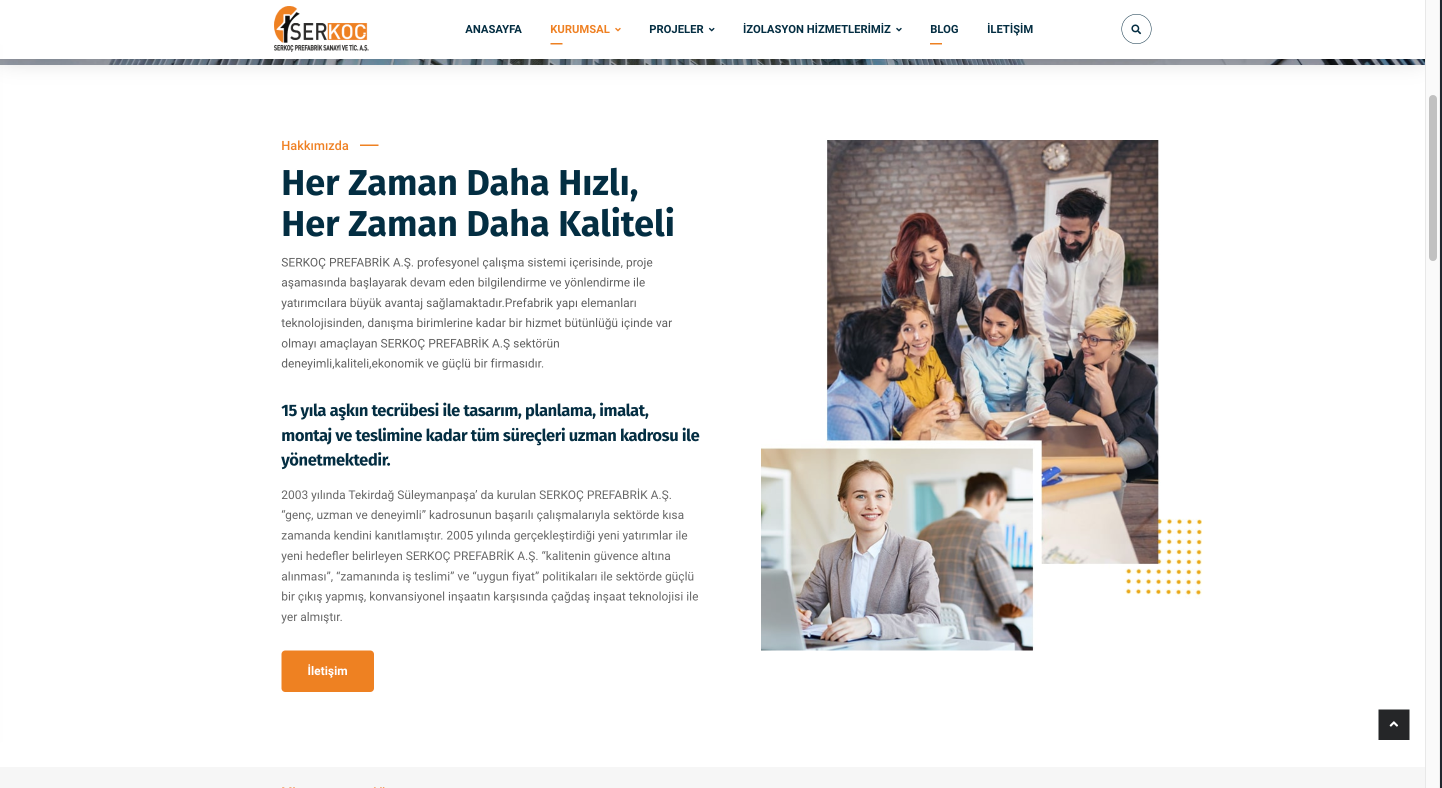 SERKOÇ
SERKOÇ PREFABRİK SANAYİ VE TİC. A.Ş.
ANASAYFA
KURUMSAL
PROJELER
İZOLASYON HİZMETLERİMİZ
BLOG
İLETİŞİM
Hakkımızda
Her Zaman Daha Hızlı,
Her Zaman Daha Kaliteli
SERKOÇ PREFABRİK A.Ş. profesyonel çalışma sistemi içerisinde, proje
aşamasında başlayarak devam eden bilgilendirme ve yönlendirme ile
yatırımcılara büyük avantaj sağlamaktadır.Prefabrik yapı elemanları
teknolojisinden, danışma birimlerine kadar bir hizmet bütünlüğü içinde var
olmayı amaçlayan SERKOÇ PREFABRİK A.Ş sektörün
deneyimli,kaliteli,ekonomik ve güçlü bir firmasıdır.
15 yıla aşkın tecrübesi ile tasarım, planlama, imalat,
montaj ve teslimine kadar tüm süreçleri uzman kadrosu ile
yönetmektedir.
2003 yılında Tekirdağ Süleymanpaşa’ da kurulan SERKOÇ PREFABRİK A.Ş.
“genç, uzman ve deneyimli” kadrosunun başarılı çalışmalarıyla sektörde kısa
zamanda kendini kanıtlamıştır. 2005 yılında gerçekleştirdiği yeni yatırımlar ile
yeni hedefler belirleyen SERKOÇ PREFABRİK A.Ş. “kalitenin güvence altına
alınması“, “zamanında iş teslimi” ve “uygun fiyat” politikaları ile sektörde güçlü
bir çıkış yapmış, konvansiyonel inşaatın karşısında çağdaş inşaat teknolojisi ile
yer almıştır.
İletişim